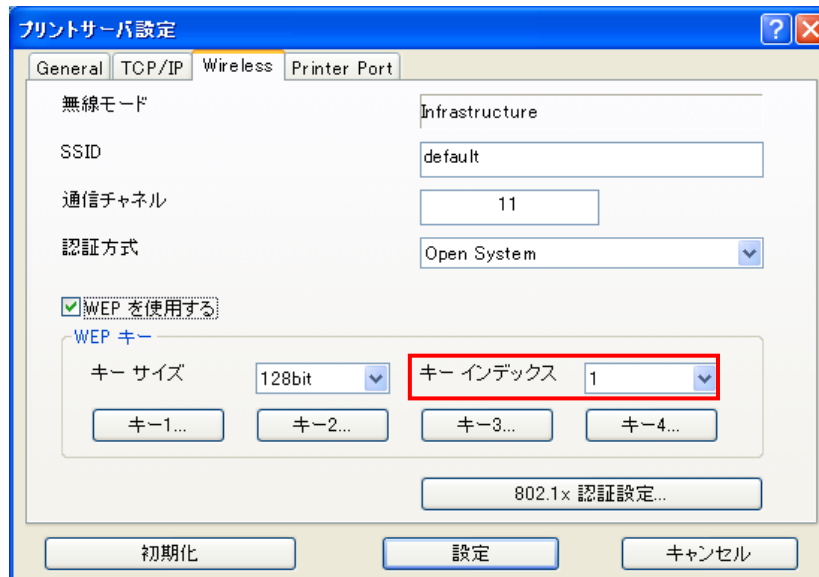 プリントサーバ設定
General TCP/IP Wireless Printer Port
無線モード Infrastructure
SSID default
通信チャネル 11
認証方式 Open System
WEP を使用する
WEP キー
キー サイズ 128bit キー インデックス 1
キー1... キー2... キー3... キー4...
802.1x 認証設定...
初期化 設定 キャンセル